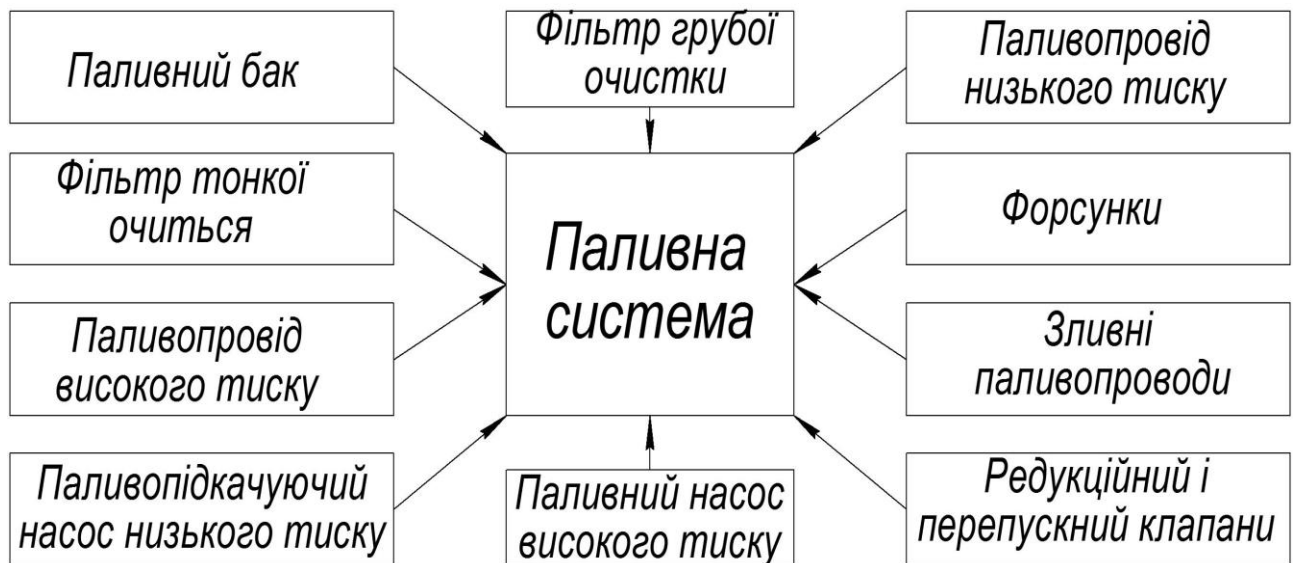 Паливний бак
Фільтр грубої
очистки
Паливопровід
низького тиску
Фільтр тонкої
очиться
Паливна
система
Форсунки
Паливопровід
високого тиску
Зливні
паливопроводи
Паливопідкачуючий
насос низького тиску
Паливний насос
високого тиску
Редукційний і
перепускний клапани